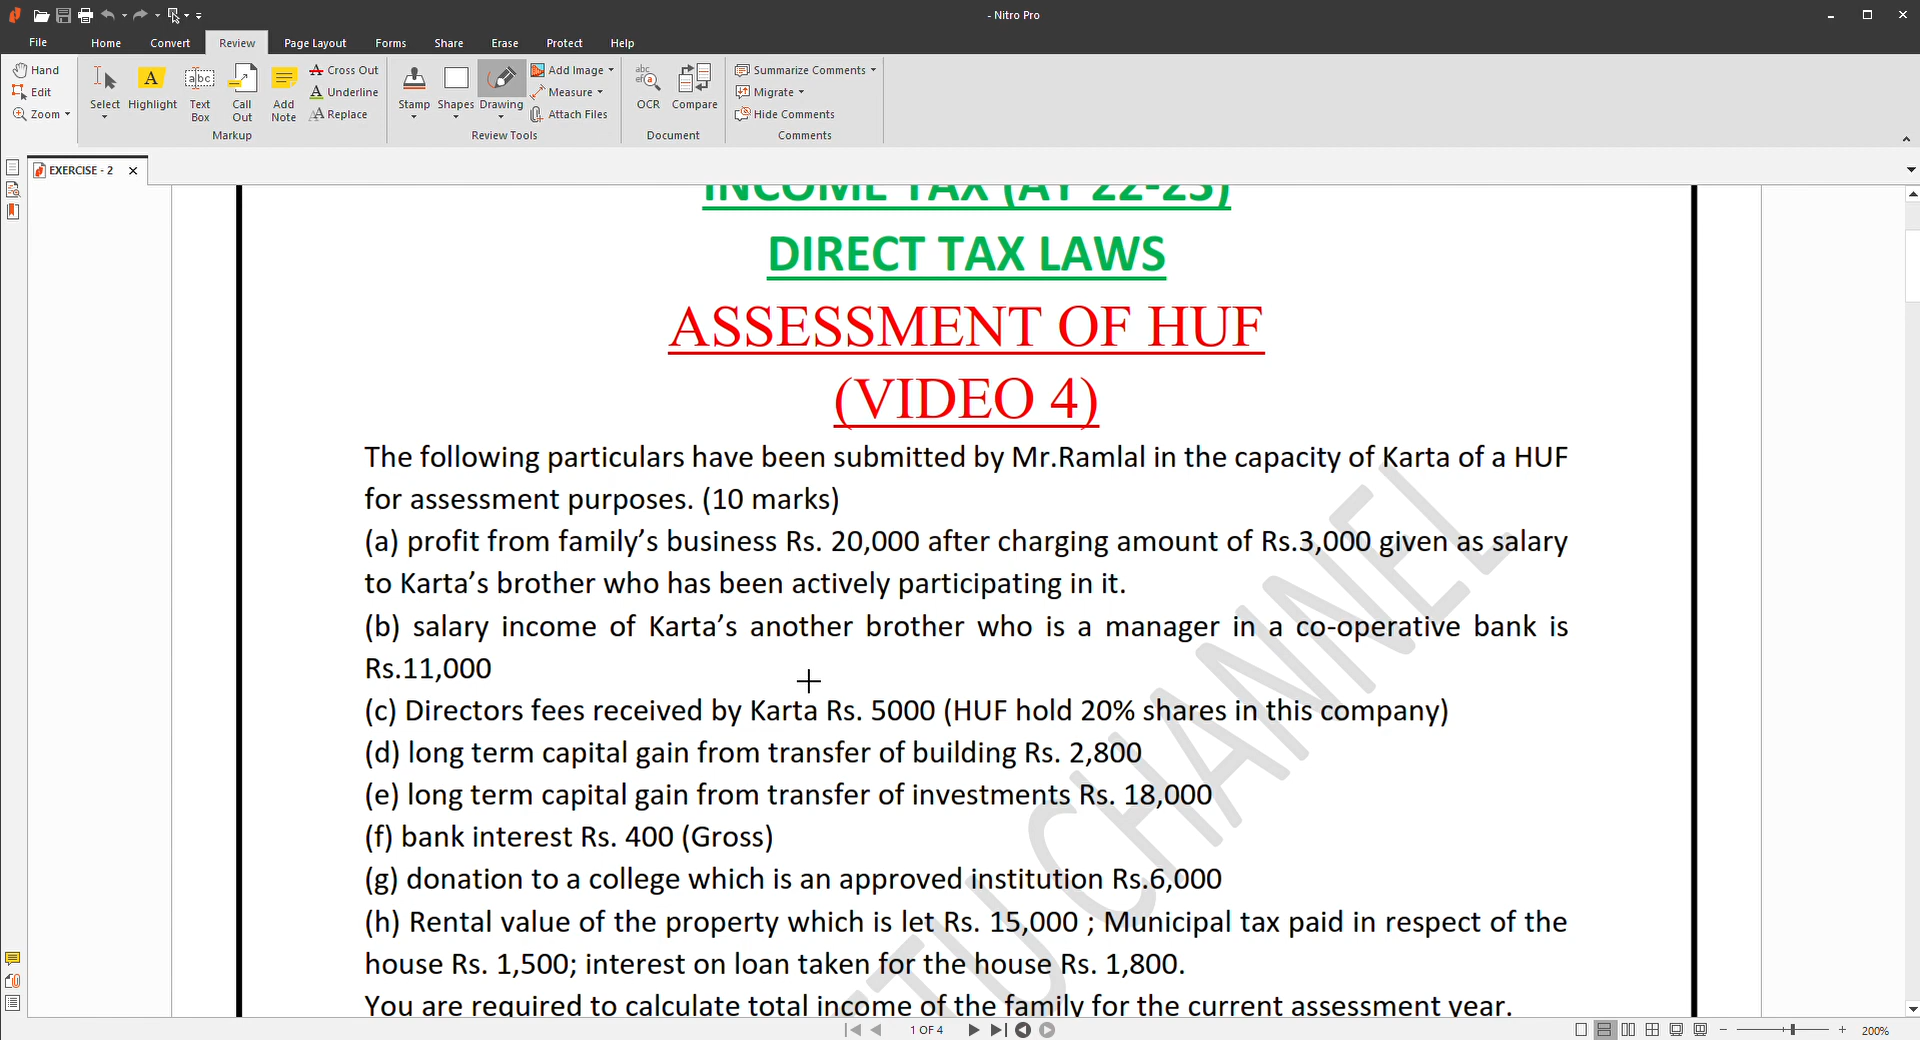 - Nitro Pro
File Home Convert Review Page Layout Forms Share Erase Protect Help
Hand
Edit
Zoom
Select
Highlight
Text Box
Call Out
Add Note
Cross Out
Underline
Replace
Markup
Stamp
Shapes
Drawing
Add Image
Measure
Attach Files
Review Tools
OCR
Compare
Document
Summarize Comments
Migrate
Hide Comments
Comments
EXERCISE - 2
INCOME TAX (AY 22-23)
DIRECT TAX LAWS
ASSESSMENT OF HUF
(VIDEO 4)
The following particulars have been submitted by Mr.Ramlal in the capacity of Karta of a HUF
for assessment purposes. (10 marks)
(a) profit from family's business Rs. 20,000 after charging amount of Rs.3,000 given as salary
to Karta's brother who has been actively participating in it.
(b) salary income of Karta's another brother who is a manager in a co-operative bank is
Rs.11,000
(c) Directors fees received by Karta Rs. 5000 (HUF hold 20% shares in this company)
(d) long term capital gain from transfer of building Rs. 2,800
(e) long term capital gain from transfer of investments Rs. 18,000
(f) bank interest Rs. 400 (Gross)
(g) donation to a college which is an approved institution Rs.6,000
(h) Rental value of the property which is let Rs. 15,000 ; Municipal tax paid in respect of the
house Rs. 1,500; interest on loan taken for the house Rs. 1,800.
You are required to calculate total income of the family for the current assessment year.
TU CHANNEL
1 OF 4
200%